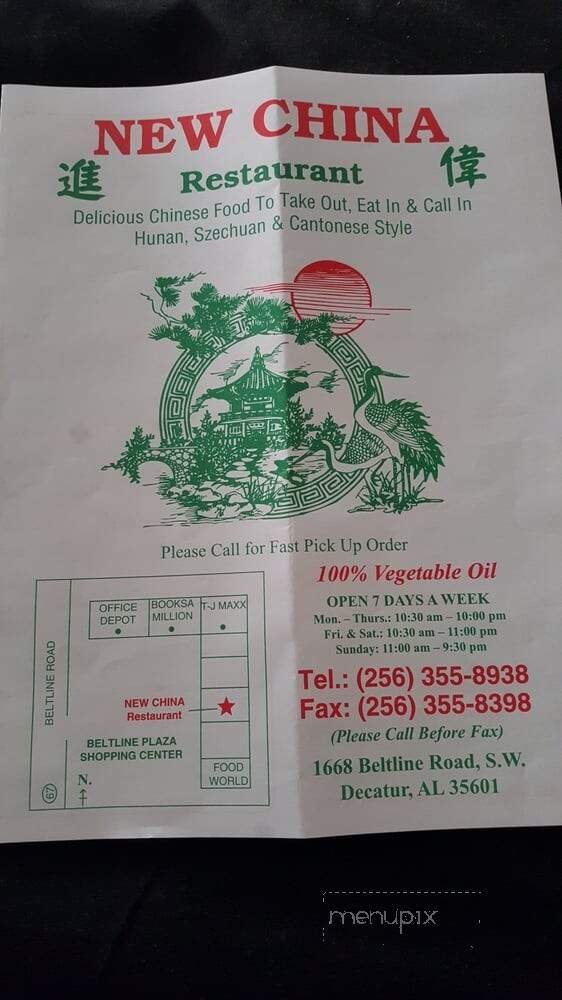 NEW CHINA
進 Restaurant 偉
Delicious Chinese Food To Take Out, Eat In & Call In
Hunan, Szechuan & Cantonese Style
Please Call for Fast Pick Up Order
BELTLINE ROAD
67
OFFICE DEPOT
BOOKSA MILLION
T-J MAXX
NEW CHINA
Restaurant
BELTLINE PLAZA
SHOPPING CENTER
N.
FOOD
WORLD
100% Vegetable Oil
OPEN 7 DAYS A WEEK
Mon. – Thurs.: 10:30 am – 10:00 pm
Fri. & Sat.: 10:30 am – 11:00 pm
Sunday: 11:00 am – 9:30 pm
Tel.: (256) 355-8938
Fax: (256) 355-8398
(Please Call Before Fax)
1668 Beltline Road, S.W.
Decatur, AL 35601
menupix